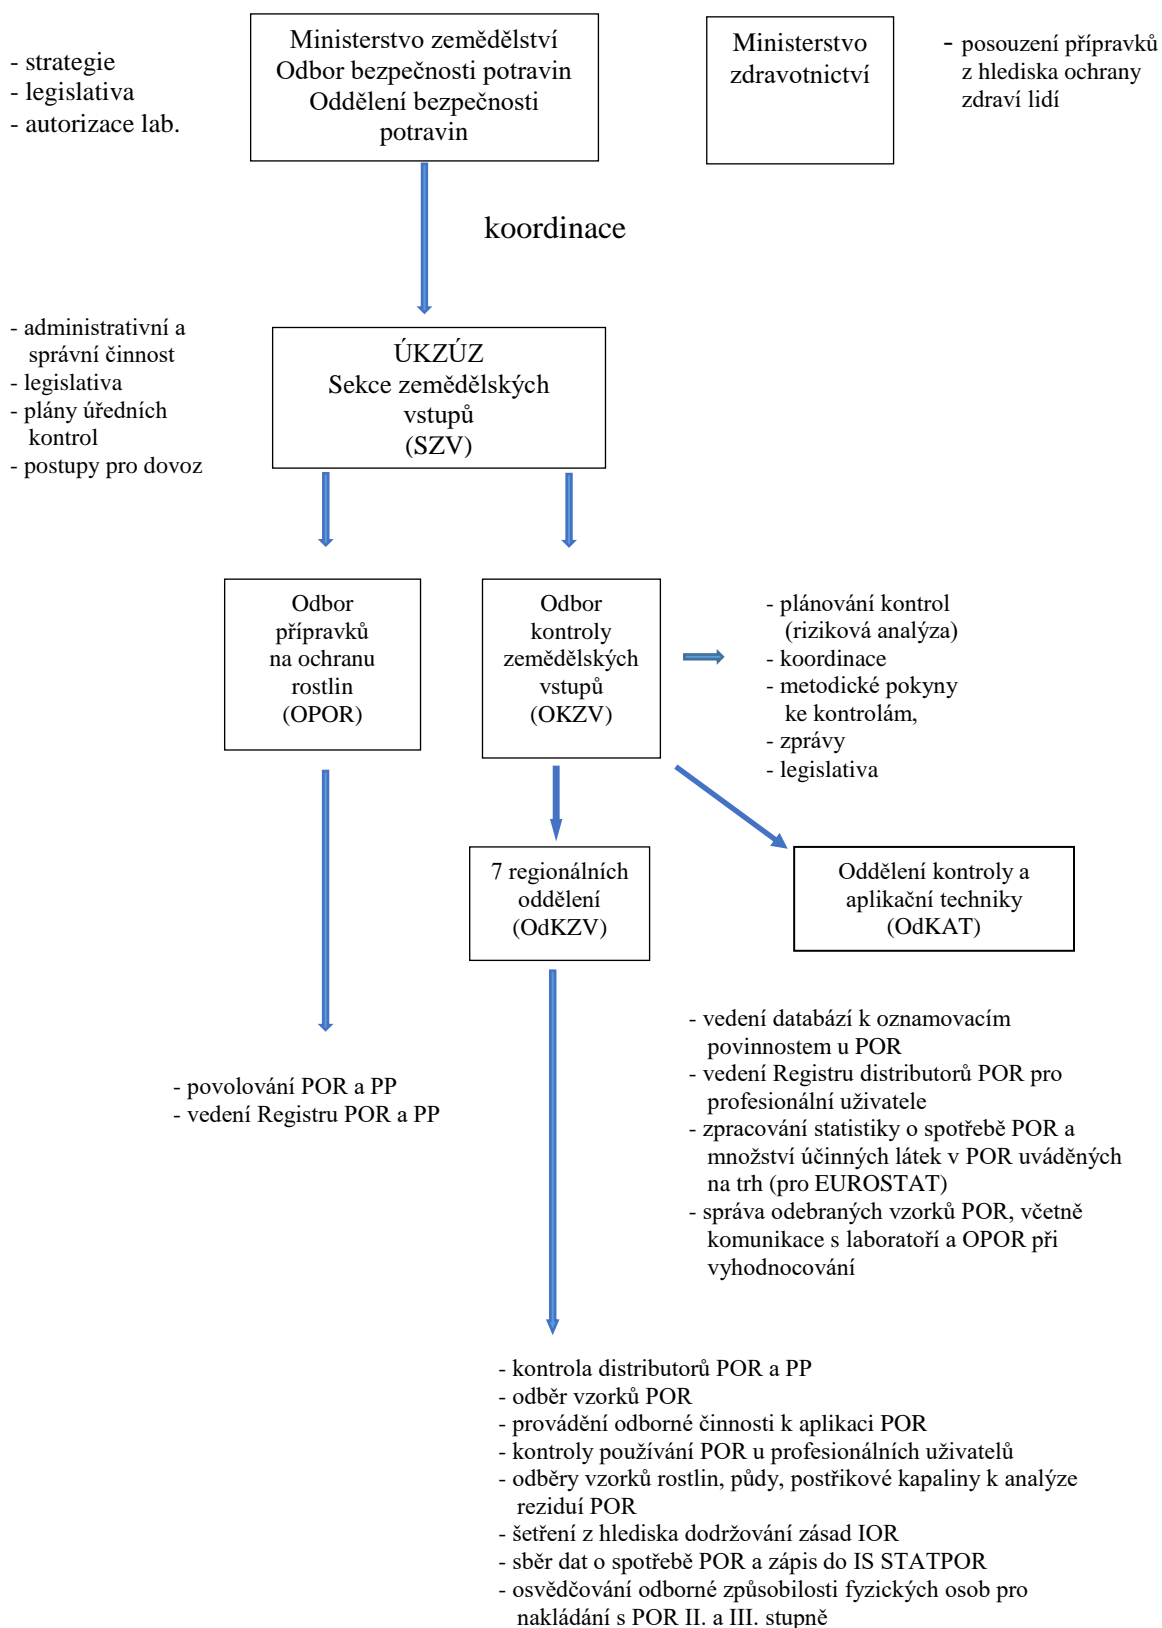 - strategie
- legislativa
- autorizace lab.
Ministerstvo zemědělství
Odbor bezpečnosti potravin
Oddělení bezpečnosti
potravin
Ministerstvo
zdravotnictví
- posouzení přípravků
z hlediska ochrany
zdraví lidí
koordinace
- administrativní a
správní činnost
- legislativa
- plány úředních
kontrol
- postupy pro dovoz
ÚKZÚZ
Sekce zemědělských
vstupů
(SZV)
Odbor
přípravků
na ochranu
rostlin
(OPOR)
Odbor
kontroly
zemědělských
vstupů
(OKZV)
- plánování kontrol
(riziková analýza)
- koordinace
- metodické pokyny
ke kontrolám,
- zprávy
- legislativa
7 regionálních
oddělení
(OdKZV)
Oddělení kontroly a
aplikační techniky
(OdKAT)
- povolování POR a PP
- vedení Registru POR a PP
- vedení databází k oznamovacím
povinnostem u POR
- vedení Registru distributorů POR pro
profesionální uživatele
- zpracování statistiky o spotřebě POR a
množství účinných látek v POR uváděných
na trh (pro EUROSTAT)
- správa odebraných vzorků POR, včetně
komunikace s laboratoří a OPOR při
vyhodnocování
- kontrola distributorů POR a PP
- odběr vzorků POR
- provádění odborné činnosti k aplikaci POR
- kontroly používání POR u profesionálních uživatelů
- odběry vzorků rostlin, půdy, postřikové kapaliny k analýze
reziduí POR
- šetření z hlediska dodržování zásad IOR
- sběr dat o spotřebě POR a zápis do IS STATPOR
- osvědčování odborné způsobilosti fyzických osob pro
nakládání s POR II. a III. stupně